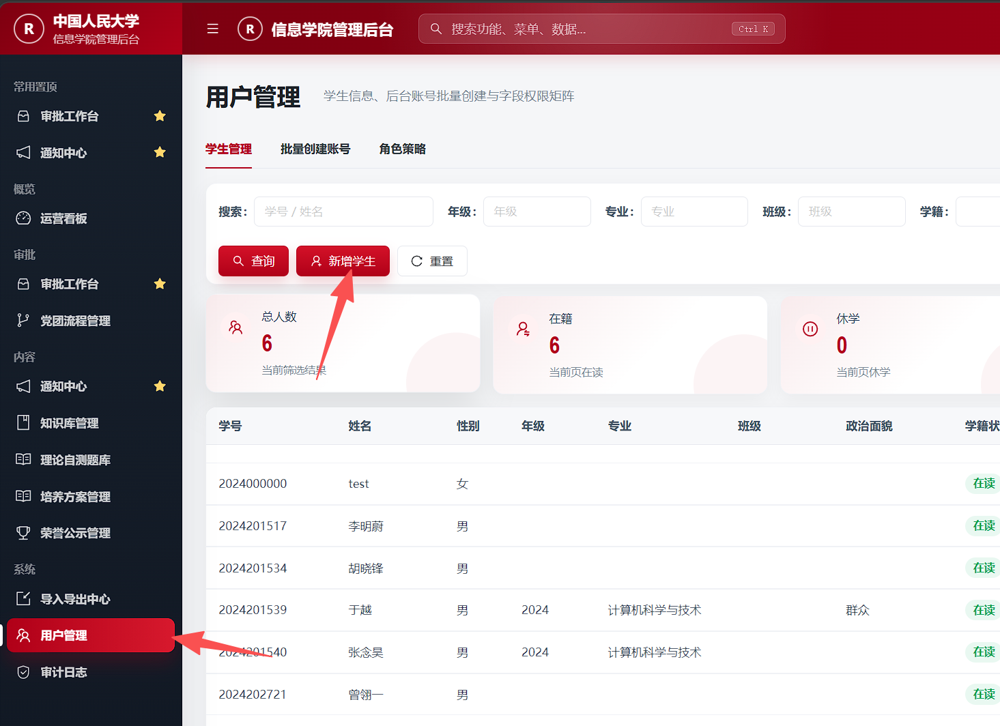 R 中国人民大学
信息学院管理后台
R 信息学院管理后台
搜索功能、菜单、数据... Ctrl K
常用置顶
审批工作台
通知中心
概览
运营看板
审批
审批工作台
党团流程管理
内容
通知中心
知识库管理
理论自测题库
培养方案管理
荣誉公示管理
系统
导入导出中心
用户管理
审计日志
用户管理 学生信息、后台账号批量创建与字段权限矩阵
学生管理 批量创建账号 角色策略
搜索: 学号 / 姓名 年级: 年级 专业: 专业 班级: 班级 学籍:
查询 新增学生 重置
总人数
6
当前筛选结果
在籍
6
当前页在读
休学
0
当前页休学
学号 姓名 性别 年级 专业 班级 政治面貌 学籍状
2024000000 test 女 在读
2024201517 李明蔚 男 在读
2024201534 胡晓锋 男 在读
2024201539 于越 男 2024 计算机科学与技术 群众 在读
2024201540 张念昊 男 2024 计算机科学与技术 在读
2024202721 曾翎一 男 在读